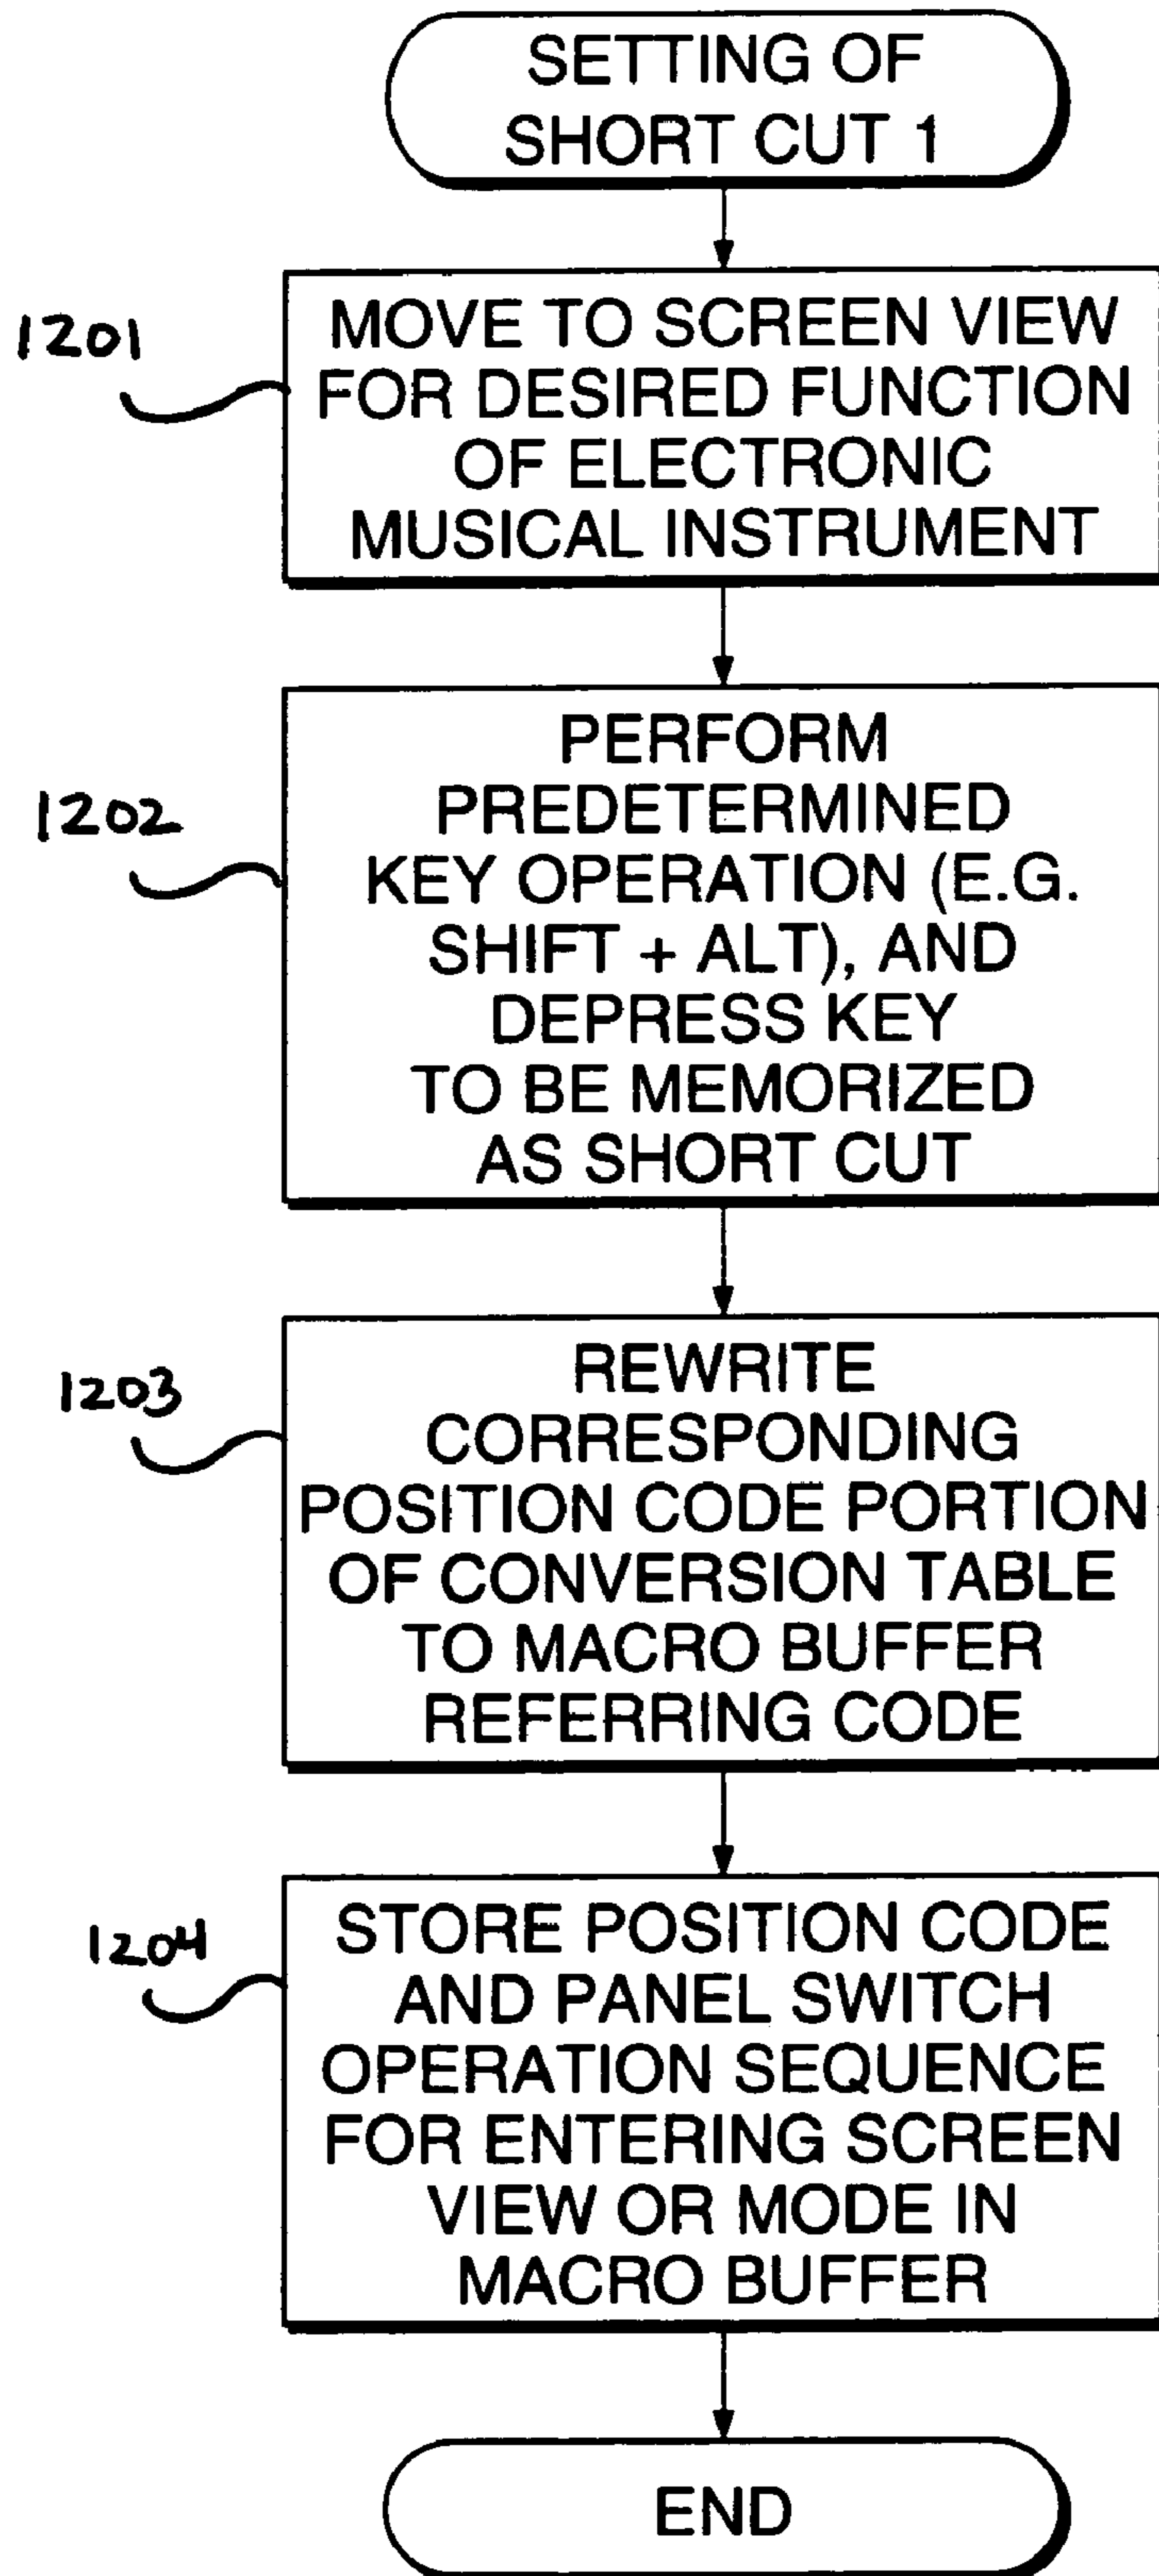 SETTING OF
SHORT CUT 1
1201
MOVE TO SCREEN VIEW
FOR DESIRED FUNCTION
OF ELECTRONIC
MUSICAL INSTRUMENT
1202
PERFORM
PREDETERMINED
KEY OPERATION (E.G.
SHIFT + ALT), AND
DEPRESS KEY
TO BE MEMORIZED
AS SHORT CUT
1203
REWRITE
CORRESPONDING
POSITION CODE PORTION
OF CONVERSION TABLE
TO MACRO BUFFER
REFERRING CODE
1204
STORE POSITION CODE
AND PANEL SWITCH
OPERATION SEQUENCE
FOR ENTERING SCREEN
VIEW OR MODE IN
MACRO BUFFER
END